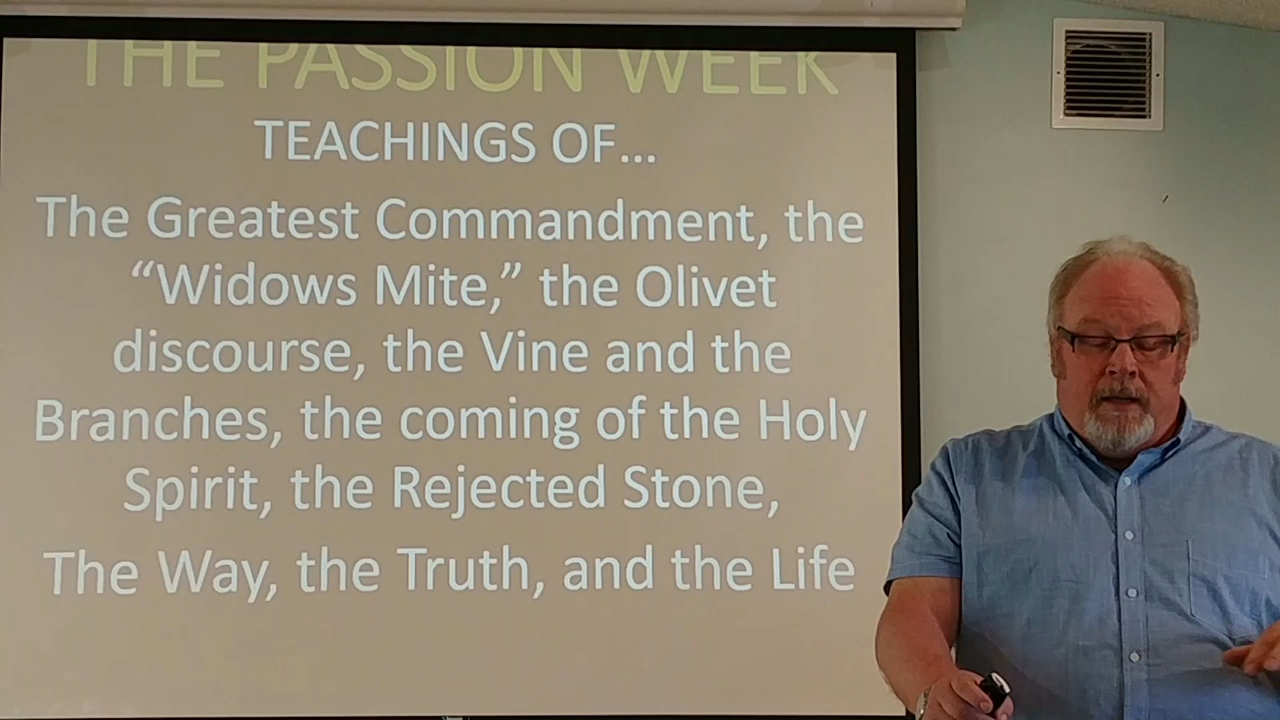 THE PASSION WEEK
TEACHINGS OF...
The Greatest Commandment, the
“Widows Mite,” the Olivet
discourse, the Vine and the
Branches, the coming of the Holy
Spirit, the Rejected Stone,
The Way, the Truth, and the Life